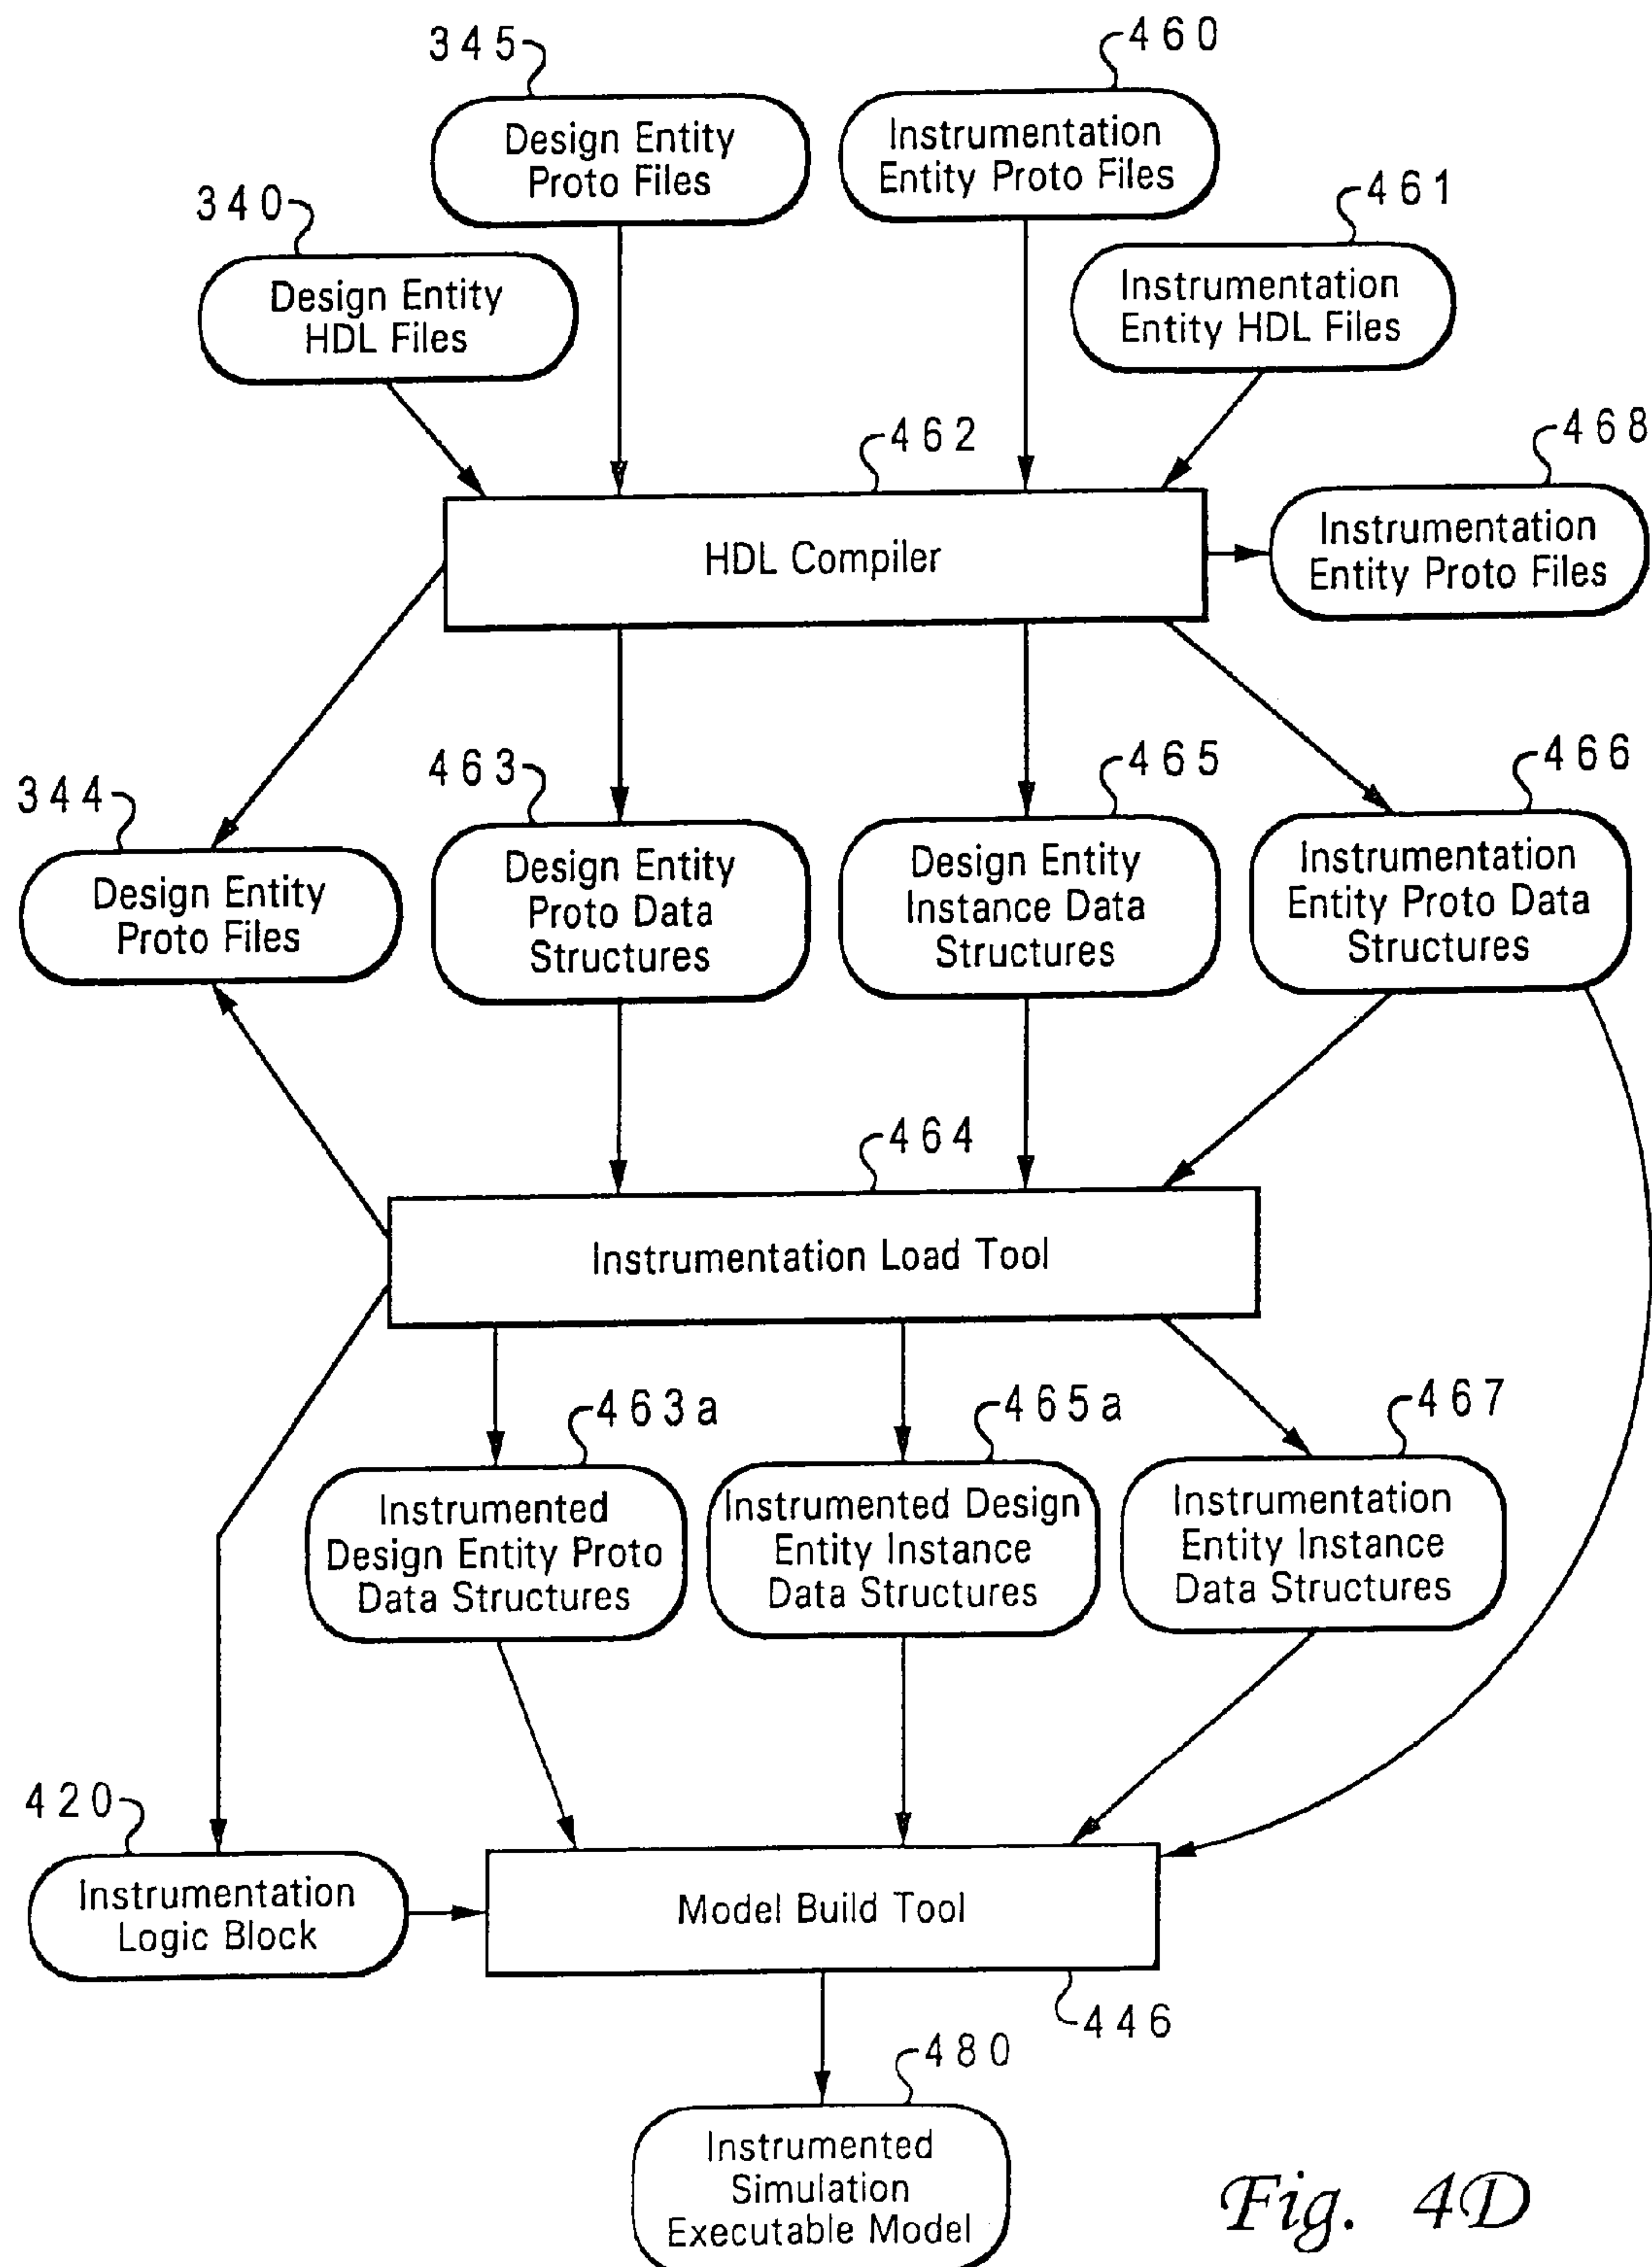 345
460
Design Entity
Proto Files
Instrumentation
Entity Proto Files
340
461
Design Entity
HDL Files
Instrumentation
Entity HDL Files
462
468
HDL Compiler
Instrumentation
Entity Proto Files
344
463
465
466
Design Entity
Proto Files
Design Entity
Proto Data
Structures
Design Entity
Instance Data
Structures
Instrumentation
Entity Proto Data
Structures
464
Instrumentation Load Tool
463a
465a
467
Instrumented
Design Entity Proto
Data Structures
Instrumented Design
Entity Instance
Data Structures
Instrumentation
Entity Instance
Data Structures
420
Instrumentation
Logic Block
Model Build Tool
446
480
Instrumented
Simulation
Executable Model
Fig. 4D